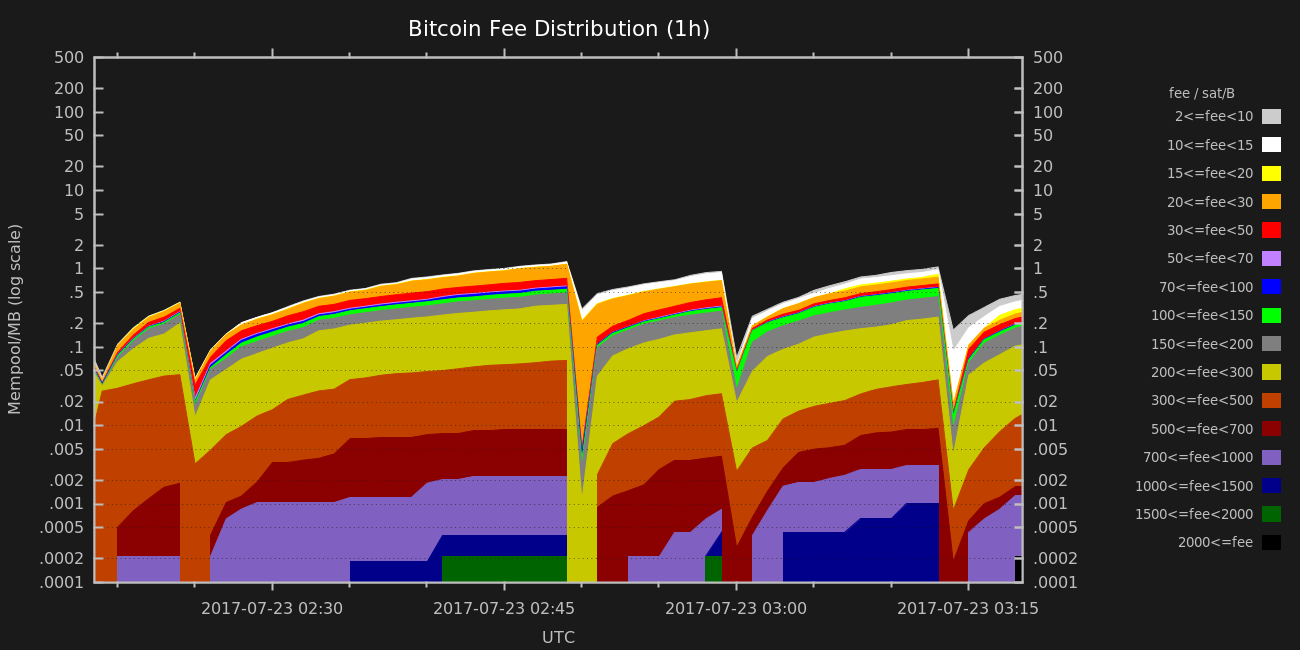 Bitcoin Fee Distribution (1h)
Mempool/MB (log scale)
500
200
100
50
20
10
5
2
1
.5
.2
.1
.05
.02
.01
.005
.002
.001
.0005
.0002
.0001
500
200
100
50
20
10
5
2
1
.5
.2
.1
.05
.02
.01
.005
.002
.001
.0005
.0002
.0001
2017-07-23 02:30
2017-07-23 02:45
2017-07-23 03:00
2017-07-23 03:15
UTC
fee / sat/B
2<=fee<10
10<=fee<15
15<=fee<20
20<=fee<30
30<=fee<50
50<=fee<70
70<=fee<100
100<=fee<150
150<=fee<200
200<=fee<300
300<=fee<500
500<=fee<700
700<=fee<1000
1000<=fee<1500
1500<=fee<2000
2000<=fee